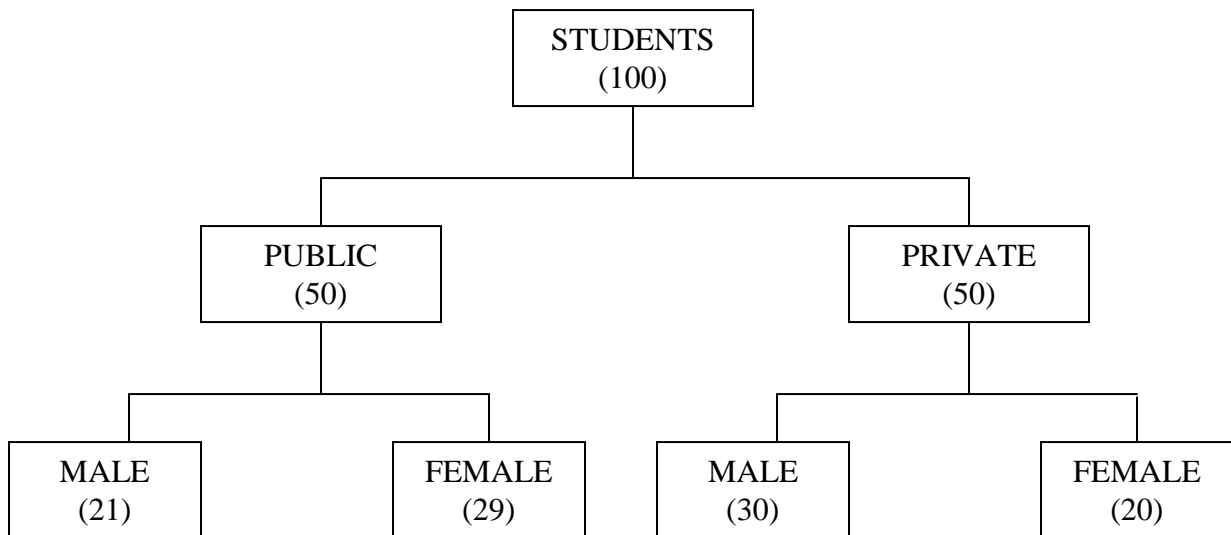 STUDENTS
(100)
PUBLIC
(50)
PRIVATE
(50)
MALE
(21)
FEMALE
(29)
MALE
(30)
FEMALE
(20)